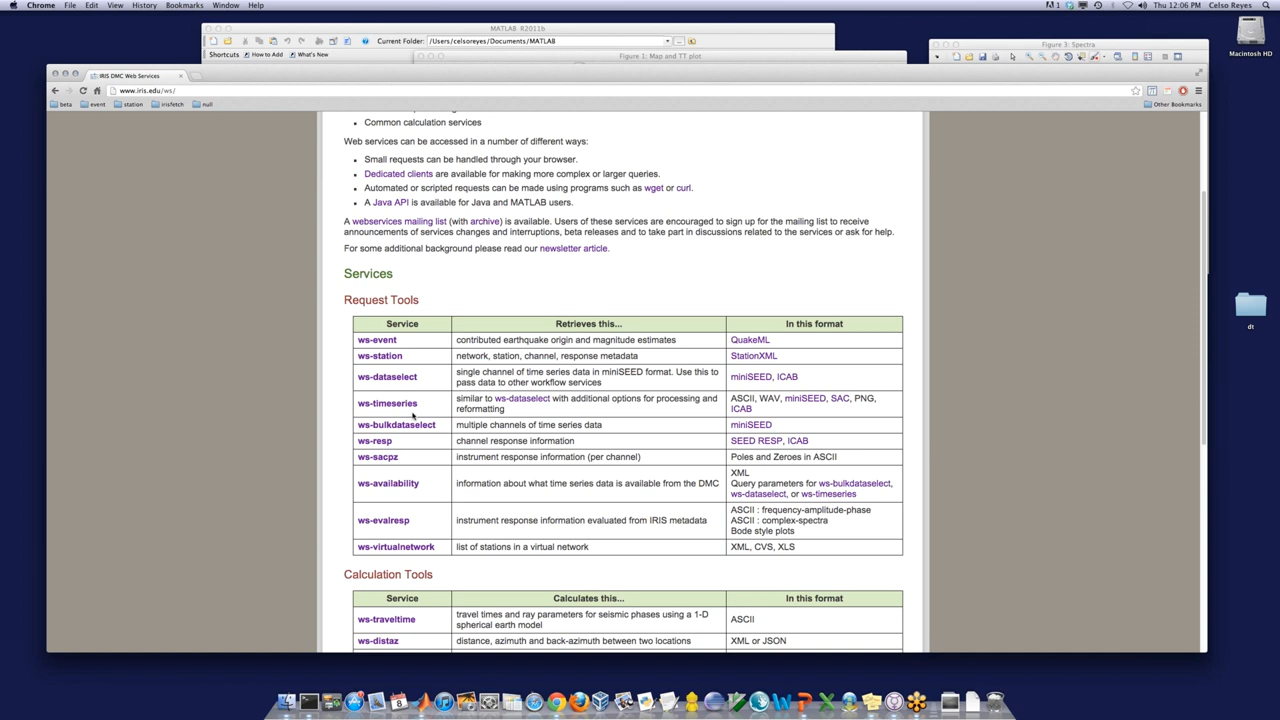 Chrome File Edit View History Bookmarks Window Help
1 Thu 12:06 PM Celso Reyes
MATLAB R2011b
Current Folder: /Users/celsoreyes/Documents/MATLAB
Shortcuts How to Add What's New
Figure 1: Map and TT plot
Figure 3: Spectra
Macintosh HD
IRIS DMC Web Services
www.iris.edu/ws/
beta event station irisfetch null Other Bookmarks
Common calculation services
Web services can be accessed in a number of different ways:
Small requests can be handled through your browser.
Dedicated clients are available for making more complex or larger queries.
Automated or scripted requests can be made using programs such as wget or curl.
A Java API is available for Java and MATLAB users.
A webservices mailing list (with archive) is available. Users of these services are encouraged to sign up for the mailing list to receive
announcements of services changes and interruptions, beta releases and to take part in discussions related to the services or ask for help.
For some additional background please read our newsletter article.
Services
Request Tools
Service Retrieves this... In this format
ws-event contributed earthquake origin and magnitude estimates QuakeML
ws-station network, station, channel, response metadata StationXML
ws-dataselect single channel of time series data in miniSEED format. Use this to
pass data to other workflow services miniSEED, ICAB
ws-timeseries similar to ws-dataselect with additional options for processing and
reformatting ASCII, WAV, miniSEED, SAC, PNG,
ICAB
ws-bulkdataselect multiple channels of time series data miniSEED
ws-resp channel response information SEED RESP, ICAB
ws-sacpz instrument response information (per channel) Poles and Zeroes in ASCII
ws-availability information about what time series data is available from the DMC XML
Query parameters for ws-bulkdataselect,
ws-dataselect, or ws-timeseries
ws-evalresp instrument response information evaluated from IRIS metadata ASCII : frequency-amplitude-phase
ASCII : complex-spectra
Bode style plots
ws-virtualnetwork list of stations in a virtual network XML, CVS, XLS
Calculation Tools
Service Calculates this... In this format
ws-traveltime travel times and ray parameters for seismic phases using a 1-D
spherical earth model ASCII
ws-distaz distance, azimuth and back-azimuth between two locations XML or JSON
dt